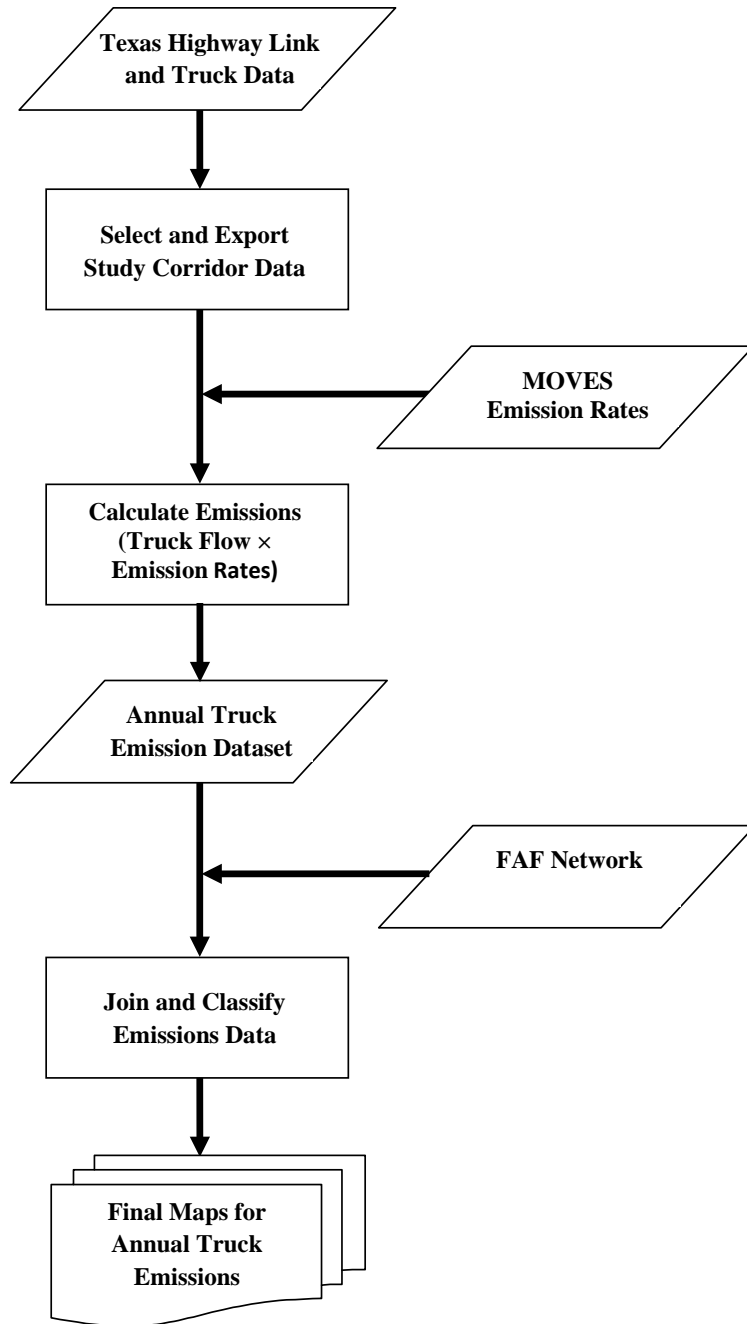 Texas Highway Link
and Truck Data
Select and Export
Study Corridor Data
MOVES
Emission Rates
Calculate Emissions
(Truck Flow ×
Emission Rates)
Annual Truck
Emission Dataset
FAF Network
Join and Classify
Emissions Data
Final Maps for
Annual Truck
Emissions